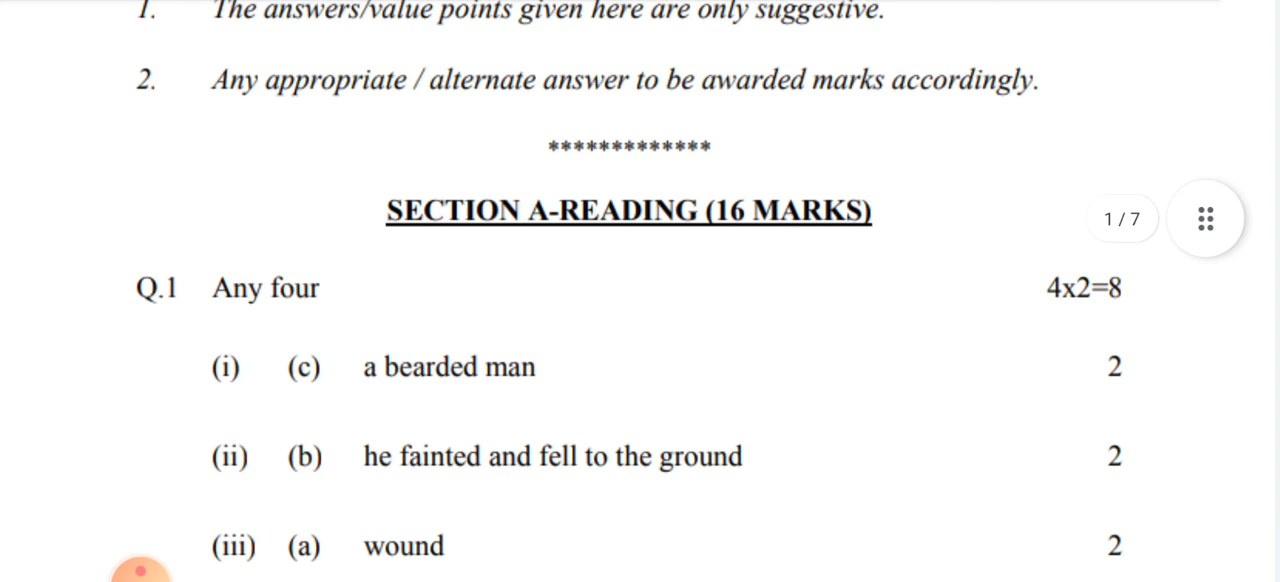 1. The answers/value points given here are only suggestive.
2. Any appropriate / alternate answer to be awarded marks accordingly.
*************
SECTION A-READING (16 MARKS)
1 / 7
Q.1 Any four 4x2=8
(i) (c) a bearded man 2
(ii) (b) he fainted and fell to the ground 2
(iii) (a) wound 2